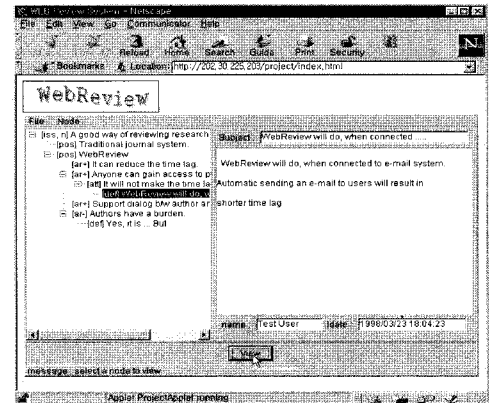 WEB Review System - Netscape
File Edit View Go Communicator Help
Reload Home Search Guide Print Security
Bookmarks Location: http://202.30.225.203/project/index.html
WebReview
File Node
[iss, n] A good way of reviewing research
[pos] Traditional journal system.
[pos] WebReview
[ar+] It can reduce the time lag.
[ar+] Anyone can gain access to p
[att] It will not make the time la
[def] WebReview will do, w
[ar+] Support dialog b/w author ar
[ar-] Authors have a burden.
[def] Yes, it is ... But
Subject WebReview will do, when connected .....
WebReview will do, when connected to e-mail system.
Automatic sending an e-mail to users will result in
shorter time lag
name Test User date 1998/03/23 18:04:23
View
message : select a node to view
Applet ProjectApplet running